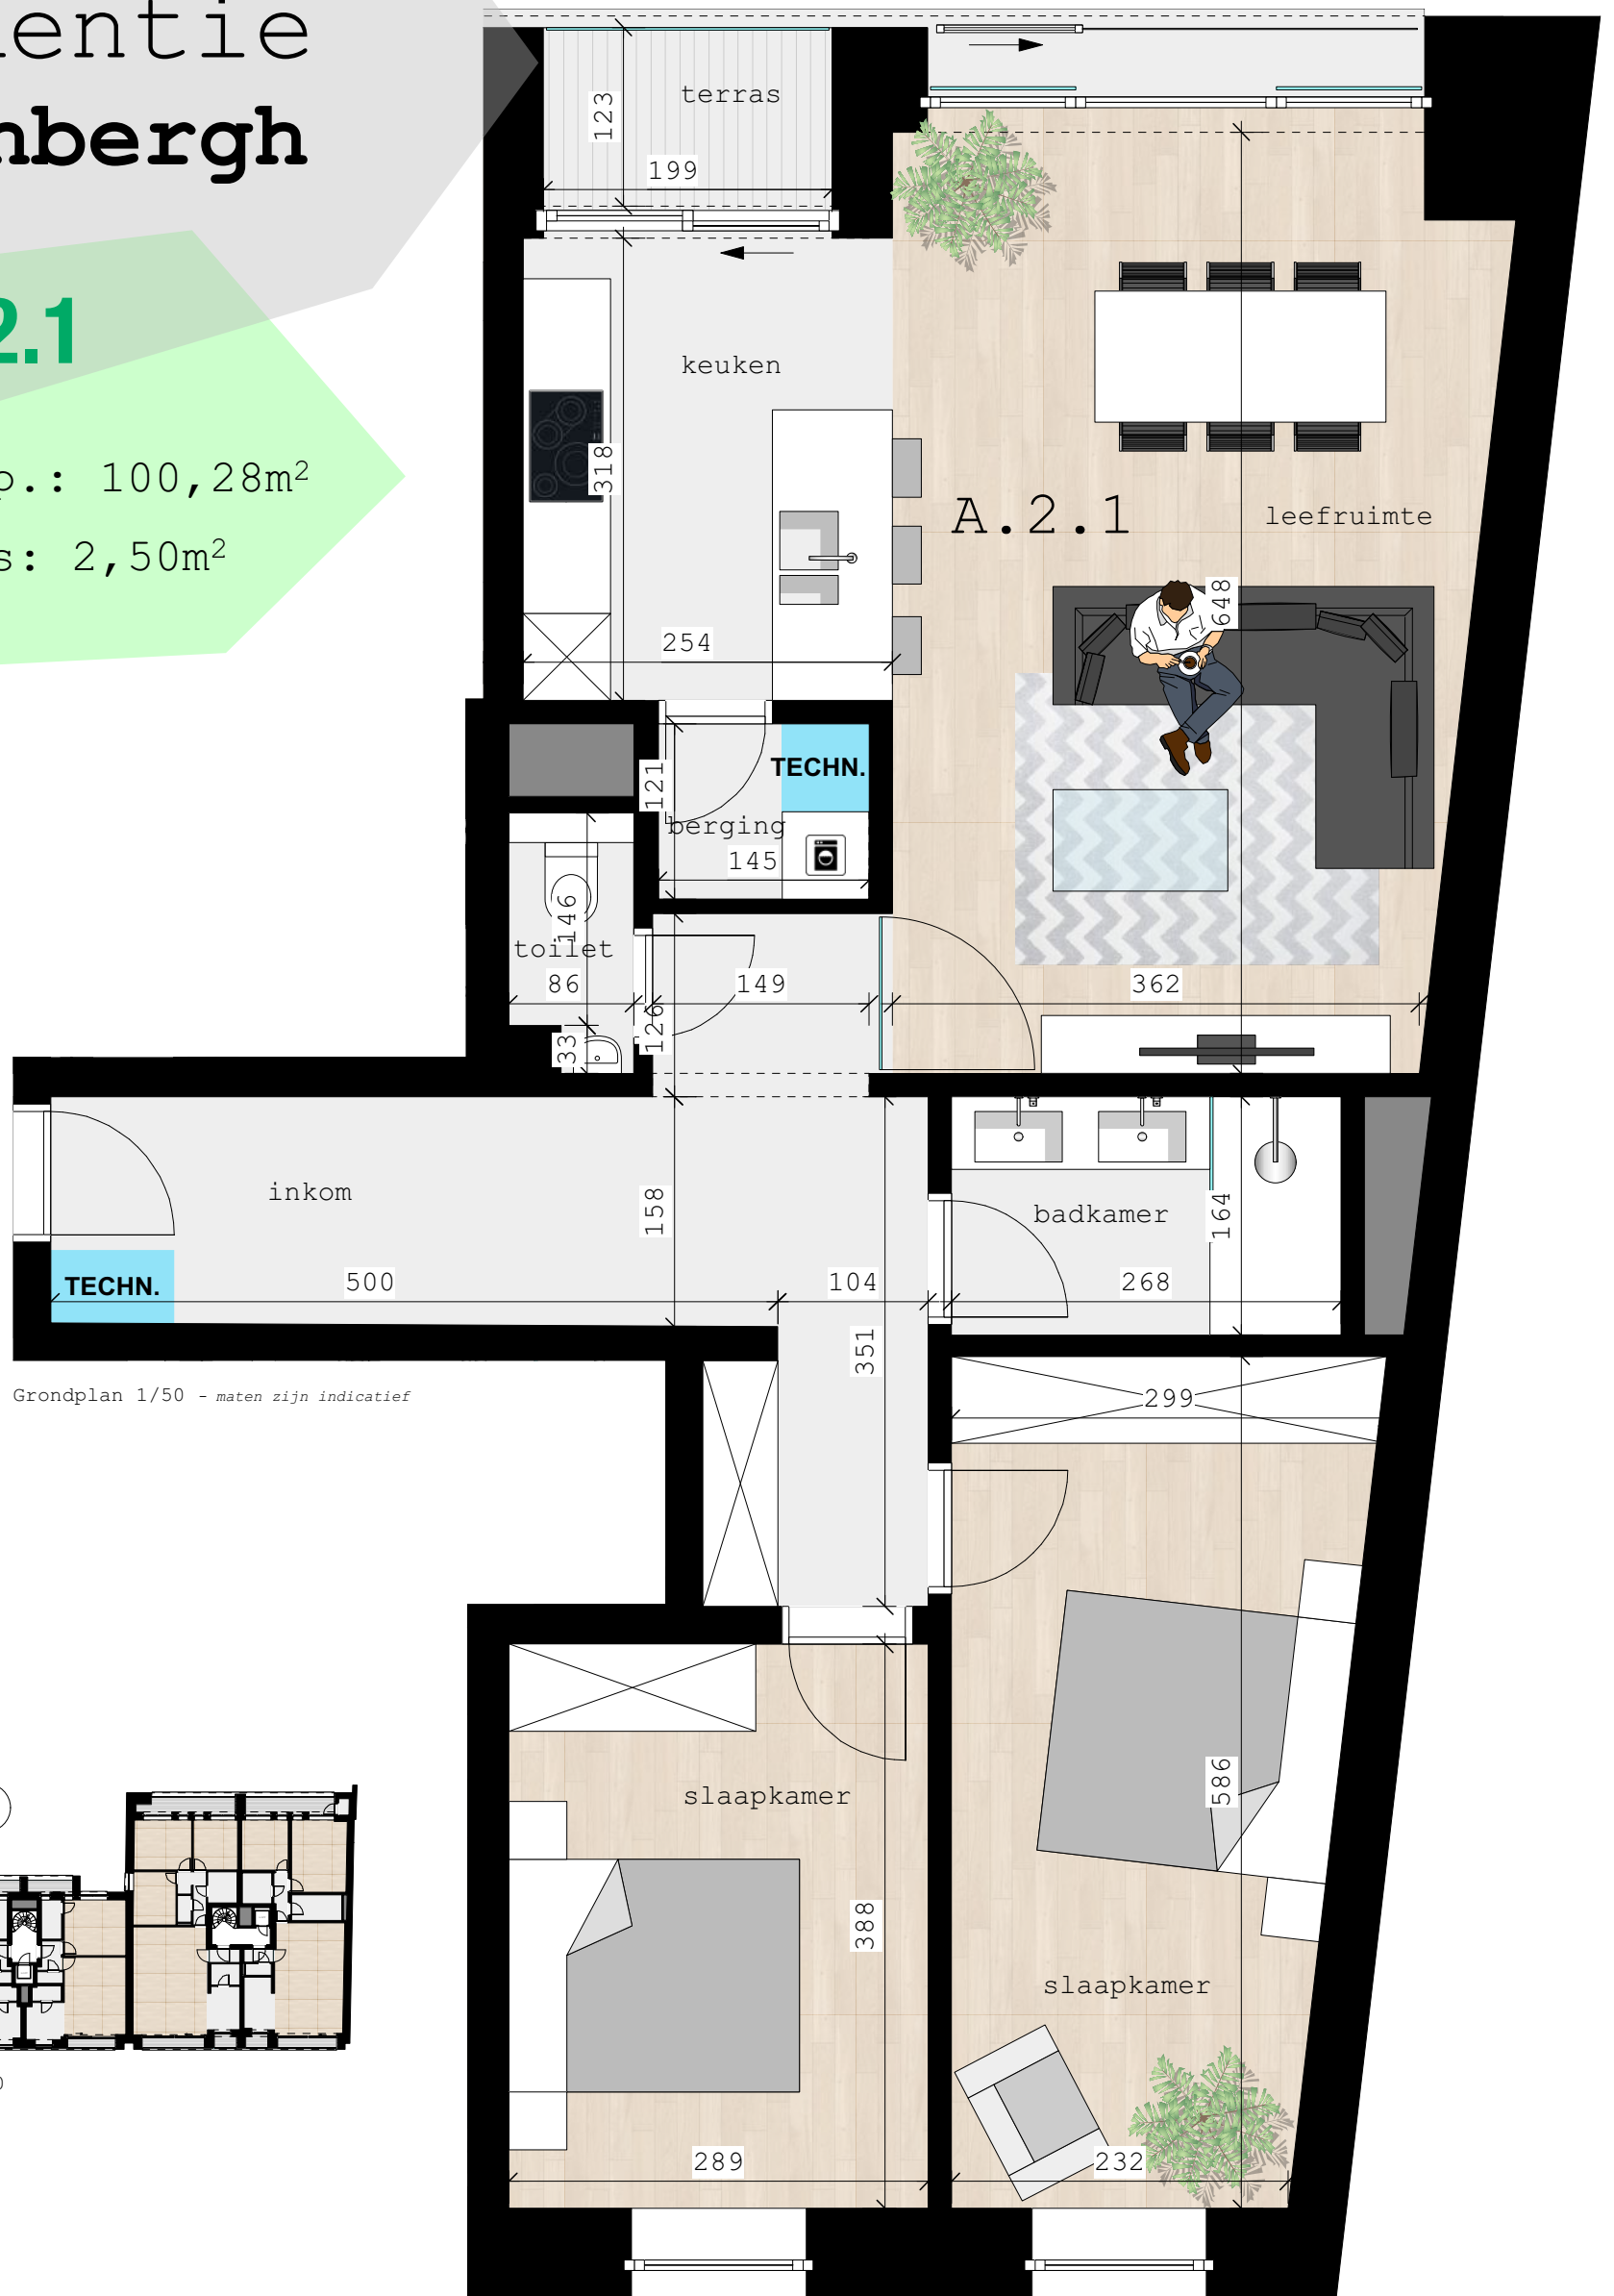 entie
nbergh
2.1
p.: 100,28m²
s: 2,50m²
terras
123
199
keuken
318
254
A.2.1
leefruimte
648
TECHN.
121
berging
145
146
toilet
86
149
362
126
33
inkom
158
badkamer
164
TECHN.
500
104
268
351
Grondplan 1/50 - maten zijn indicatief
299
slaapkamer
586
388
slaapkamer
289
232